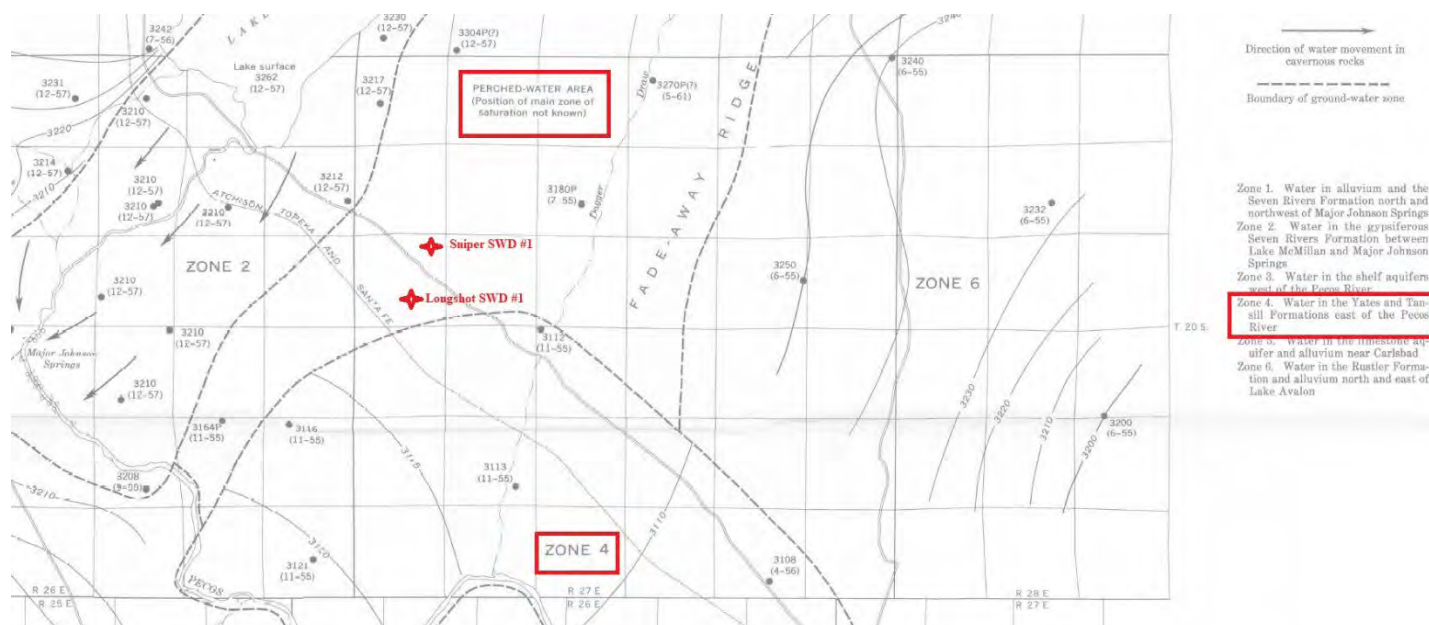 3242
(7-56)
LAKE
3230
(12-57)
3304P(?)
(12-57)
3240
3240
(6-55)
Lake surface
3262
(12-57)
3231
(12-57)
3210
(12-57)
3217
(12-57)
PERCHED-WATER AREA
(Position of main zone of
saturation not known)
Draw
3270P(?)
(5-61)
3220
3214
(12-57)
3210
3210
(12-57)
3210
(12-57)
3210
(12-57)
3212
(12-57)
3180P
(7 55)
Dagger
FADE-AWAY RIDGE
3232
(6-55)
ATCHISON
TOPEKA AND
SANTA FE
Sniper SWD #1
ZONE 2
3250
(6-55)
ZONE 6
3210
(12-57)
Longshot SWD #1
3210
(12-57)
3112
(11-55)
T 20 S.
Major Johnson
Springs
3210
(12-57)
3230
3220
3210
3200
3200
(6-55)
3164P
(11-55)
3116
(11-55)
3115
3113
(11-55)
3110
3208
3210
ZONE 4
3121
(11-55)
3120
3108
(4-56)
PECOS
R 26 E
R 25 E
R 27 E
R 26 E
R 28 E
R 27 E
Direction of water movement in
cavernous rocks
Boundary of ground-water zone
Zone 1. Water in alluvium and the
Seven Rivers Formation north and
northwest of Major Johnson Springs
Zone 2. Water in the gypsiferous
Seven Rivers Formation between
Lake McMillan and Major Johnson
Springs
Zone 3. Water in the shelf aquifers
west of the Pecos River
Zone 4. Water in the Yates and Tan-
sill Formations east of the Pecos
River
Zone 5. Water in the limestone aq-
uifer and alluvium near Carlsbad
Zone 6. Water in the Rustler Forma-
tion and alluvium north and east of
Lake Avalon